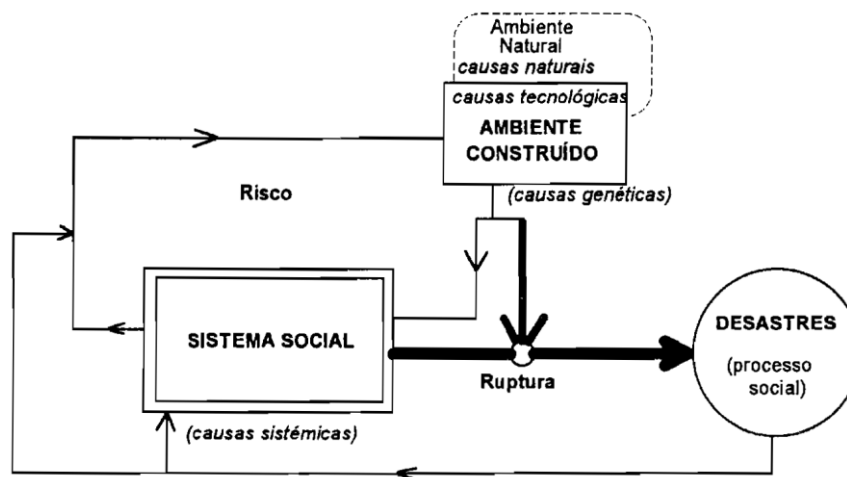 Ambiente
Natural
causas naturais
causas tecnológicas
AMBIENTE
CONSTRUÍDO
(causas genéticas)
Risco
SISTEMA SOCIAL
(causas sistémicas)
Ruptura
DESASTRES
(processo
social)